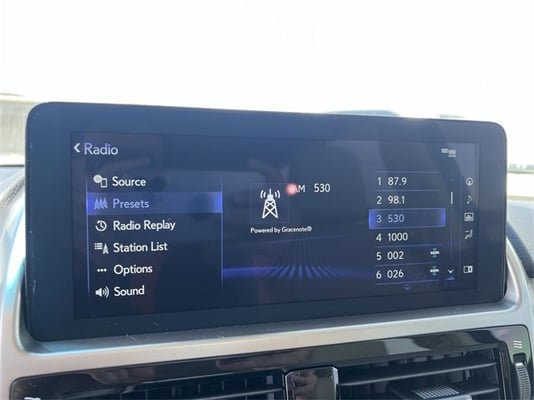 Radio
Source
Presets
Radio Replay
Station List
Options
Sound
AM 530
Powered by Gracenote®
1 87.9
2 98.1
3 530
4 1000
5 002
6 026